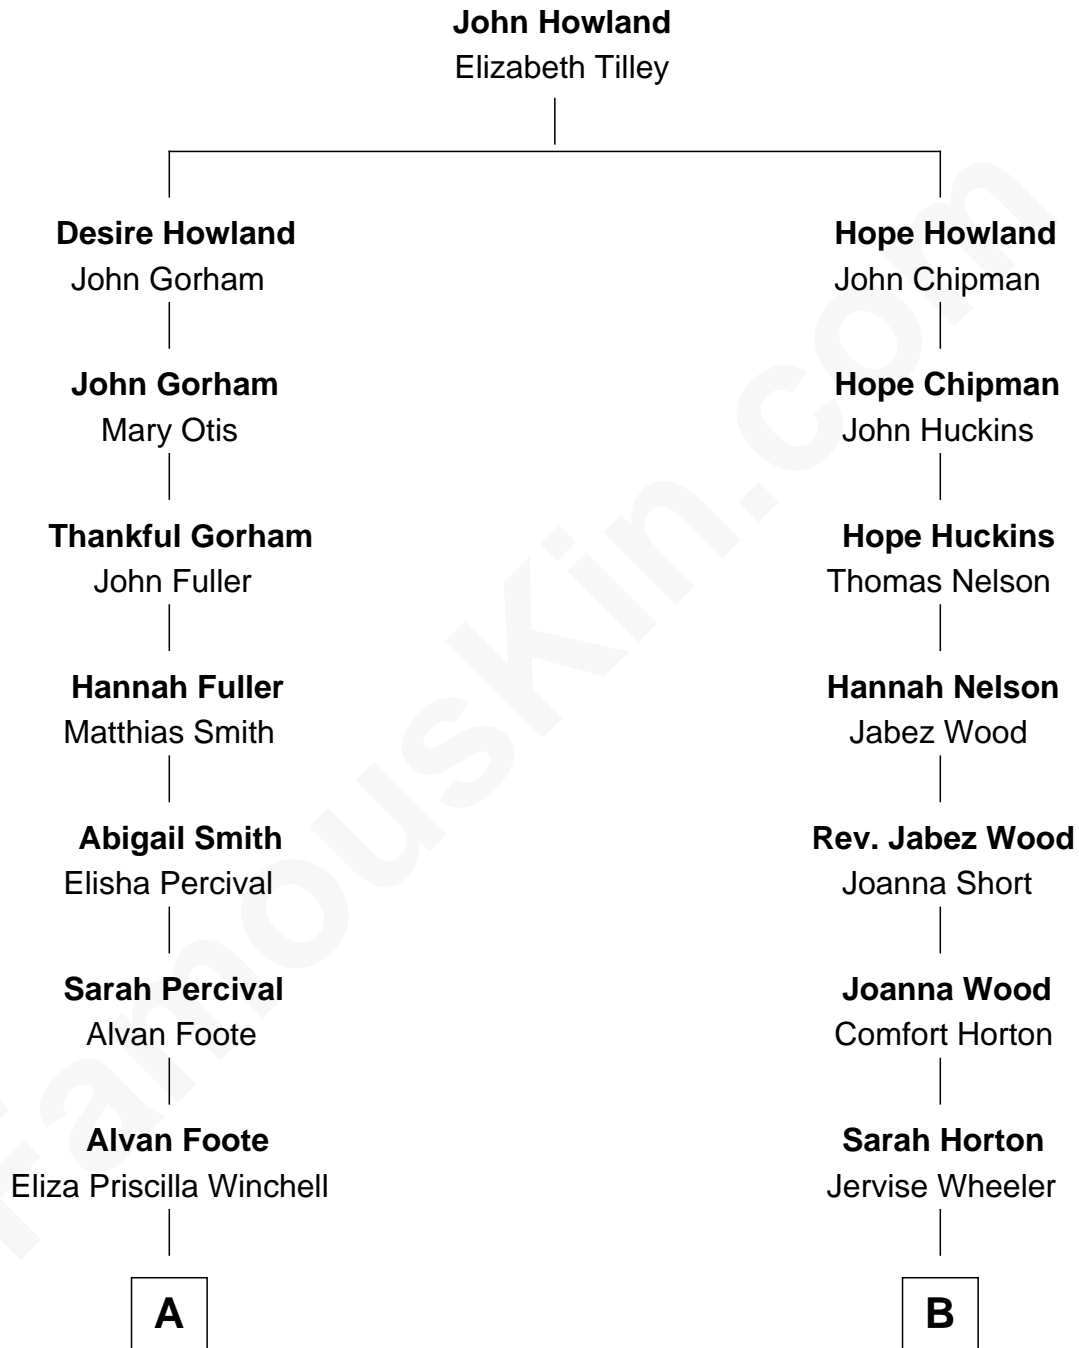 John Howland
Elizabeth Tilley
Desire Howland
John Gorham
John Gorham
Mary Otis
Thankful Gorham
John Fuller
Hannah Fuller
Matthias Smith
Abigail Smith
Elisha Percival
Sarah Percival
Alvan Foote
Alvan Foote
Eliza Priscilla Winchell
A
Hope Howland
John Chipman
Hope Chipman
John Huckins
Hope Huckins
Thomas Nelson
Hannah Nelson
Jabez Wood
Rev. Jabez Wood
Joanna Short
Joanna Wood
Comfort Horton
Sarah Horton
Jervise Wheeler
B
FamousKin.com